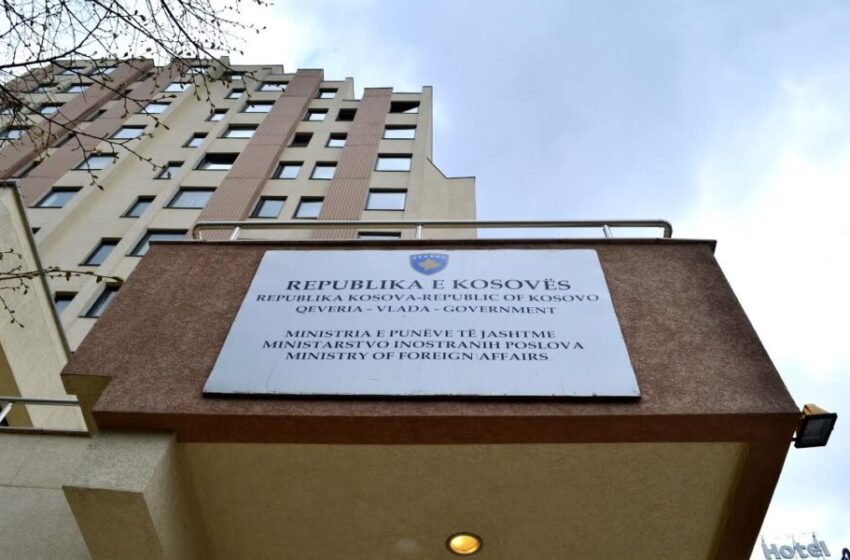 REPUBLIKA E KOSOVËS
REPUBLIKA KOSOVA-REPUBLIC OF KOSOVO
QEVERIA - VLADA - GOVERNMENT
MINISTRIA E PUNËVE TË JASHTME
MINISTARSTVO INOSTRANIH POSLOVA
MINISTRY OF FOREIGN AFFAIRS
Hotel